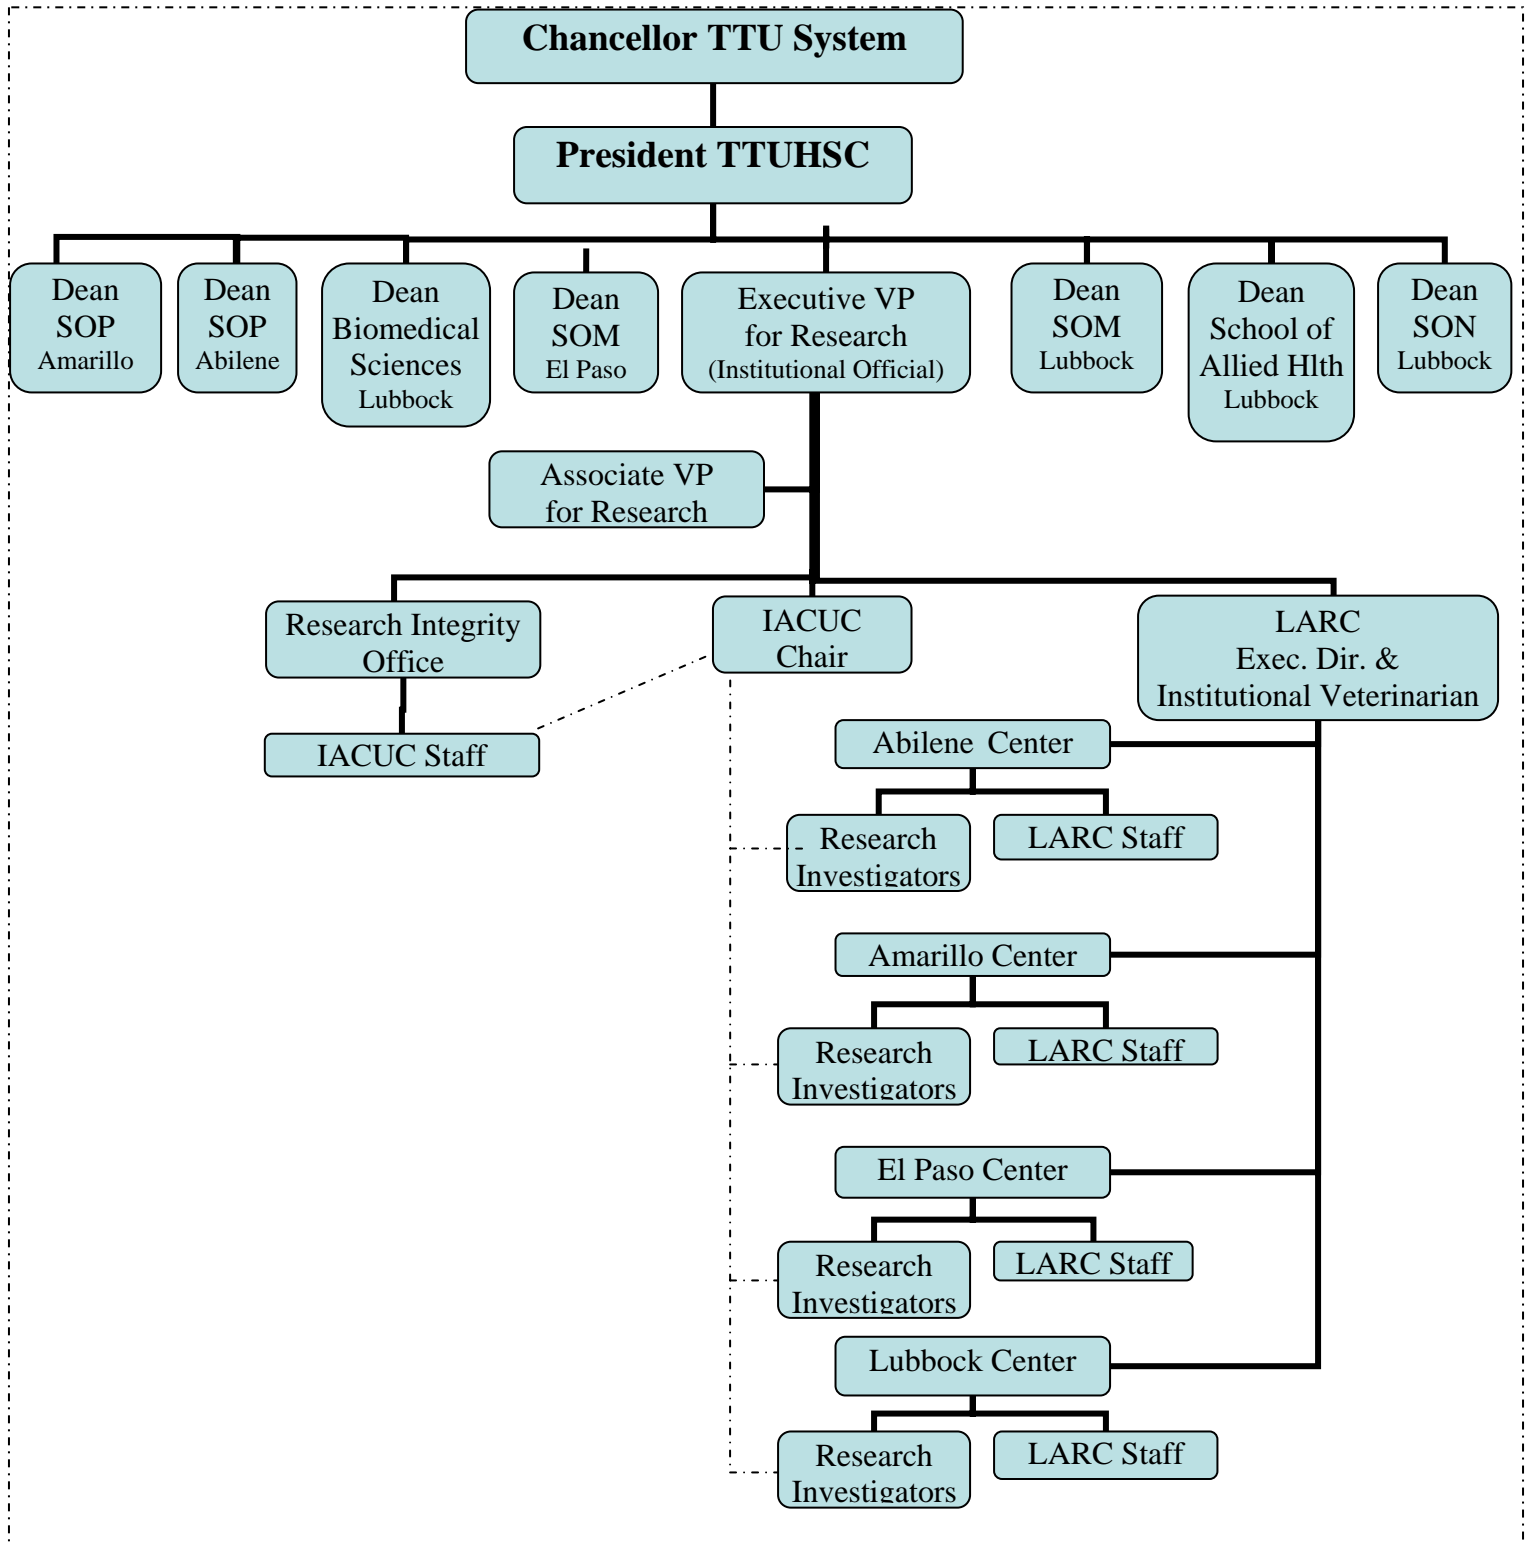 Chancellor TTU System
President TTUHSC
Dean
SOP
Amarillo
Dean
SOP
Abilene
Dean
Biomedical
Sciences
Lubbock
Dean
SOM
El Paso
Executive VP
for Research
(Institutional Official)
Dean
SOM
Lubbock
Dean
School of
Allied Hlth
Lubbock
Dean
SON
Lubbock
Associate VP
for Research
Research Integrity
Office
IACUC
Chair
LARC
Exec. Dir. &
Institutional Veterinarian
IACUC Staff
Abilene Center
Research
Investigators
LARC Staff
Amarillo Center
Research
Investigators
LARC Staff
El Paso Center
Research
Investigators
LARC Staff
Lubbock Center
Research
Investigators
LARC Staff